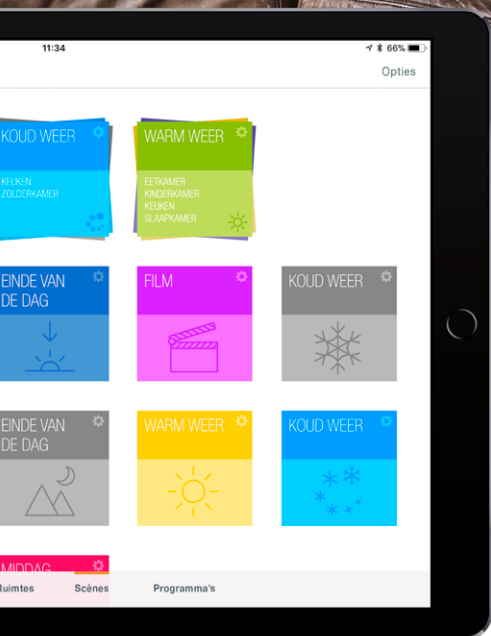 11:34
66%
Opties
KOUD WEER
KEUKEN
ZOLDERKAMER
WARM WEER
EETKAMER
KINDERKAMER
KEUKEN
SLAAPKAMER
EINDE VAN
DE DAG
FILM
KOUD WEER
EINDE VAN
DE DAG
WARM WEER
KOUD WEER
MIDDAG
Ruimtes
Scènes
Programma's